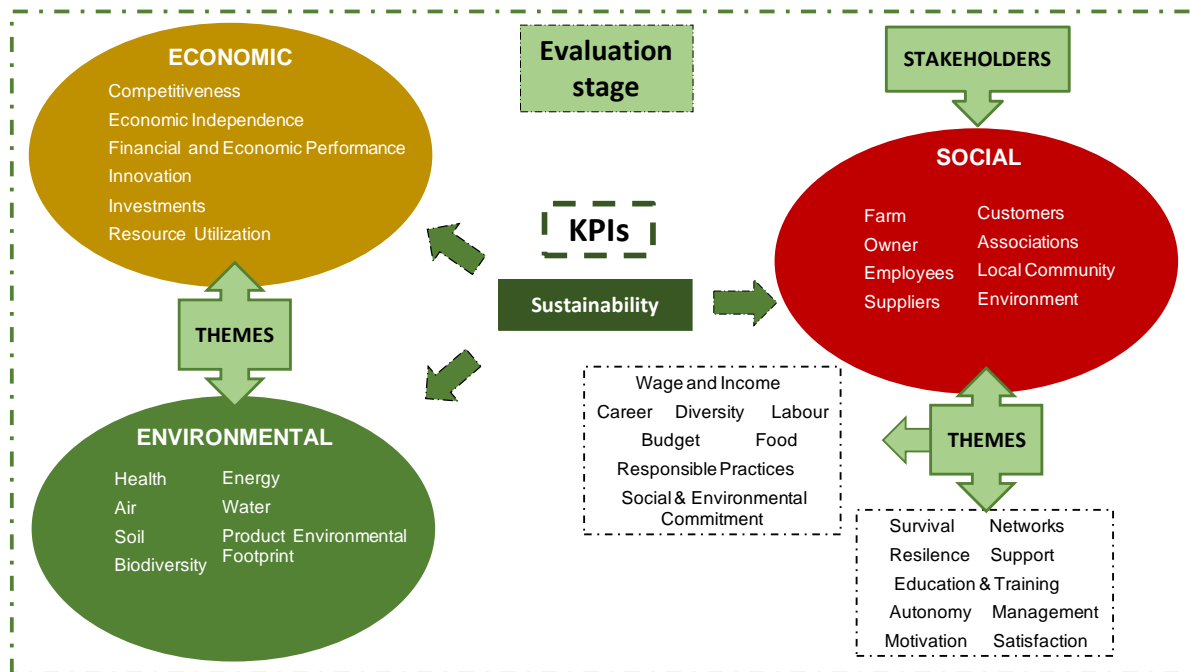 Evaluation
stage
ECONOMIC
Competitiveness
Economic Independence
Financial and Economic Performance
Innovation
Investments
Resource Utilization
THEMES
ENVIRONMENTAL
Health
Air
Soil
Biodiversity
Energy
Water
Product Environmental
Footprint
KPIs
Sustainability
STAKEHOLDERS
SOCIAL
Farm
Owner
Employees
Suppliers
Customers
Associations
Local Community
Environment
THEMES
Wage and Income
Career Diversity Labour
Budget Food
Responsible Practices
Social & Environmental
Commitment
Survival Networks
Resilence Support
Education & Training
Autonomy Management
Motivation Satisfaction